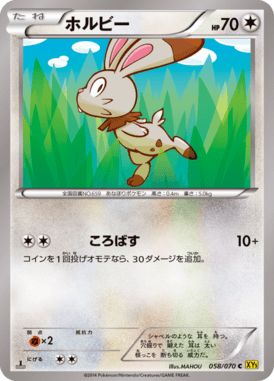 たね ホルビー HP70
全国図鑑NO.659 あなほりポケモン 高さ：0.4m 重さ：5.0kg
ころばす 10+
コインを1回投げオモテなら、30ダメージを追加。
弱点 抵抗力
×2
にげる
シャベルのような 耳を 持つ。
穴掘りで 鍛えた 耳は 太い
根っこを 断ち切る 威力だ。
1 ©2014 Pokémon/Nintendo/Creatures/GAME FREAK. Illus.MAHOU 058/070 C XY5